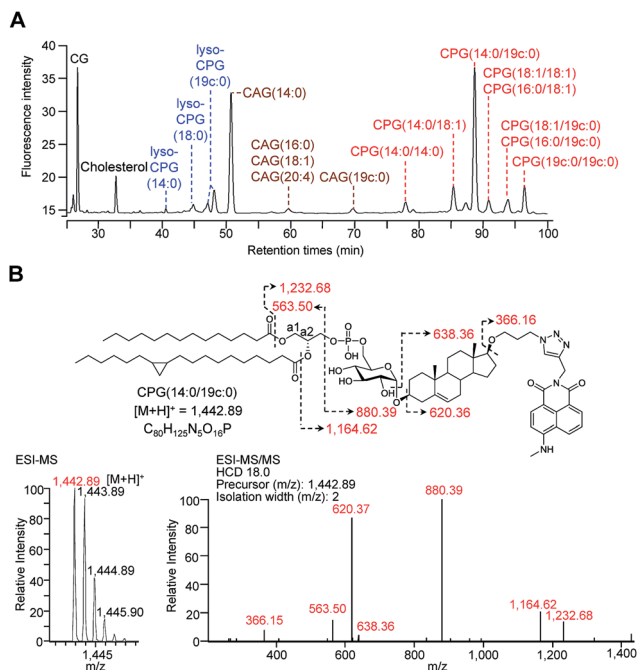 A
Fluorescence intensity
40
35
30
25
20
15
CG
Cholesterol
lyso-
CPG
(14:0)
lyso-
CPG
(18:0)
lyso-
CPG
(19c:0)
CAG(14:0)
CAG(16:0)
CAG(18:1)
CAG(20:4)
CAG(19c:0)
CPG(14:0/14:0)
CPG(14:0/18:1)
CPG(14:0/19c:0)
CPG(18:1/18:1)
CPG(16:0/18:1)
CPG(18:1/19c:0)
CPG(16:0/19c:0)
CPG(19c:0/19c:0)
30 40 50 60 70 80 90 100
Retention times (min)
B
1,232.68
563.50
366.16
638.36
a1 a2
O
O
O
O
O
P
OH
O
O
O
HO
HO
OH
O
O
H
H
H
N
N
N
N
O
O
NH
880.39
620.36
1,164.62
CPG(14:0/19c:0)
[M+H]+ = 1,442.89
C80H125N5O16P
ESI-MS
1,442.89 [M+H]+
1,443.89
1,444.89
1,445.90
Relative Intensity
100
80
60
40
20
0
1,445
m/z
ESI-MS/MS
HCD 18.0
Precursor (m/z): 1,442.89
Isolation width (m/z): 2
Relative Intensity
100
80
60
40
20
0
366.15
563.50
620.37
638.36
880.39
1,164.62
1,232.68
400 600 800 1,000 1,200 1,400
m/z